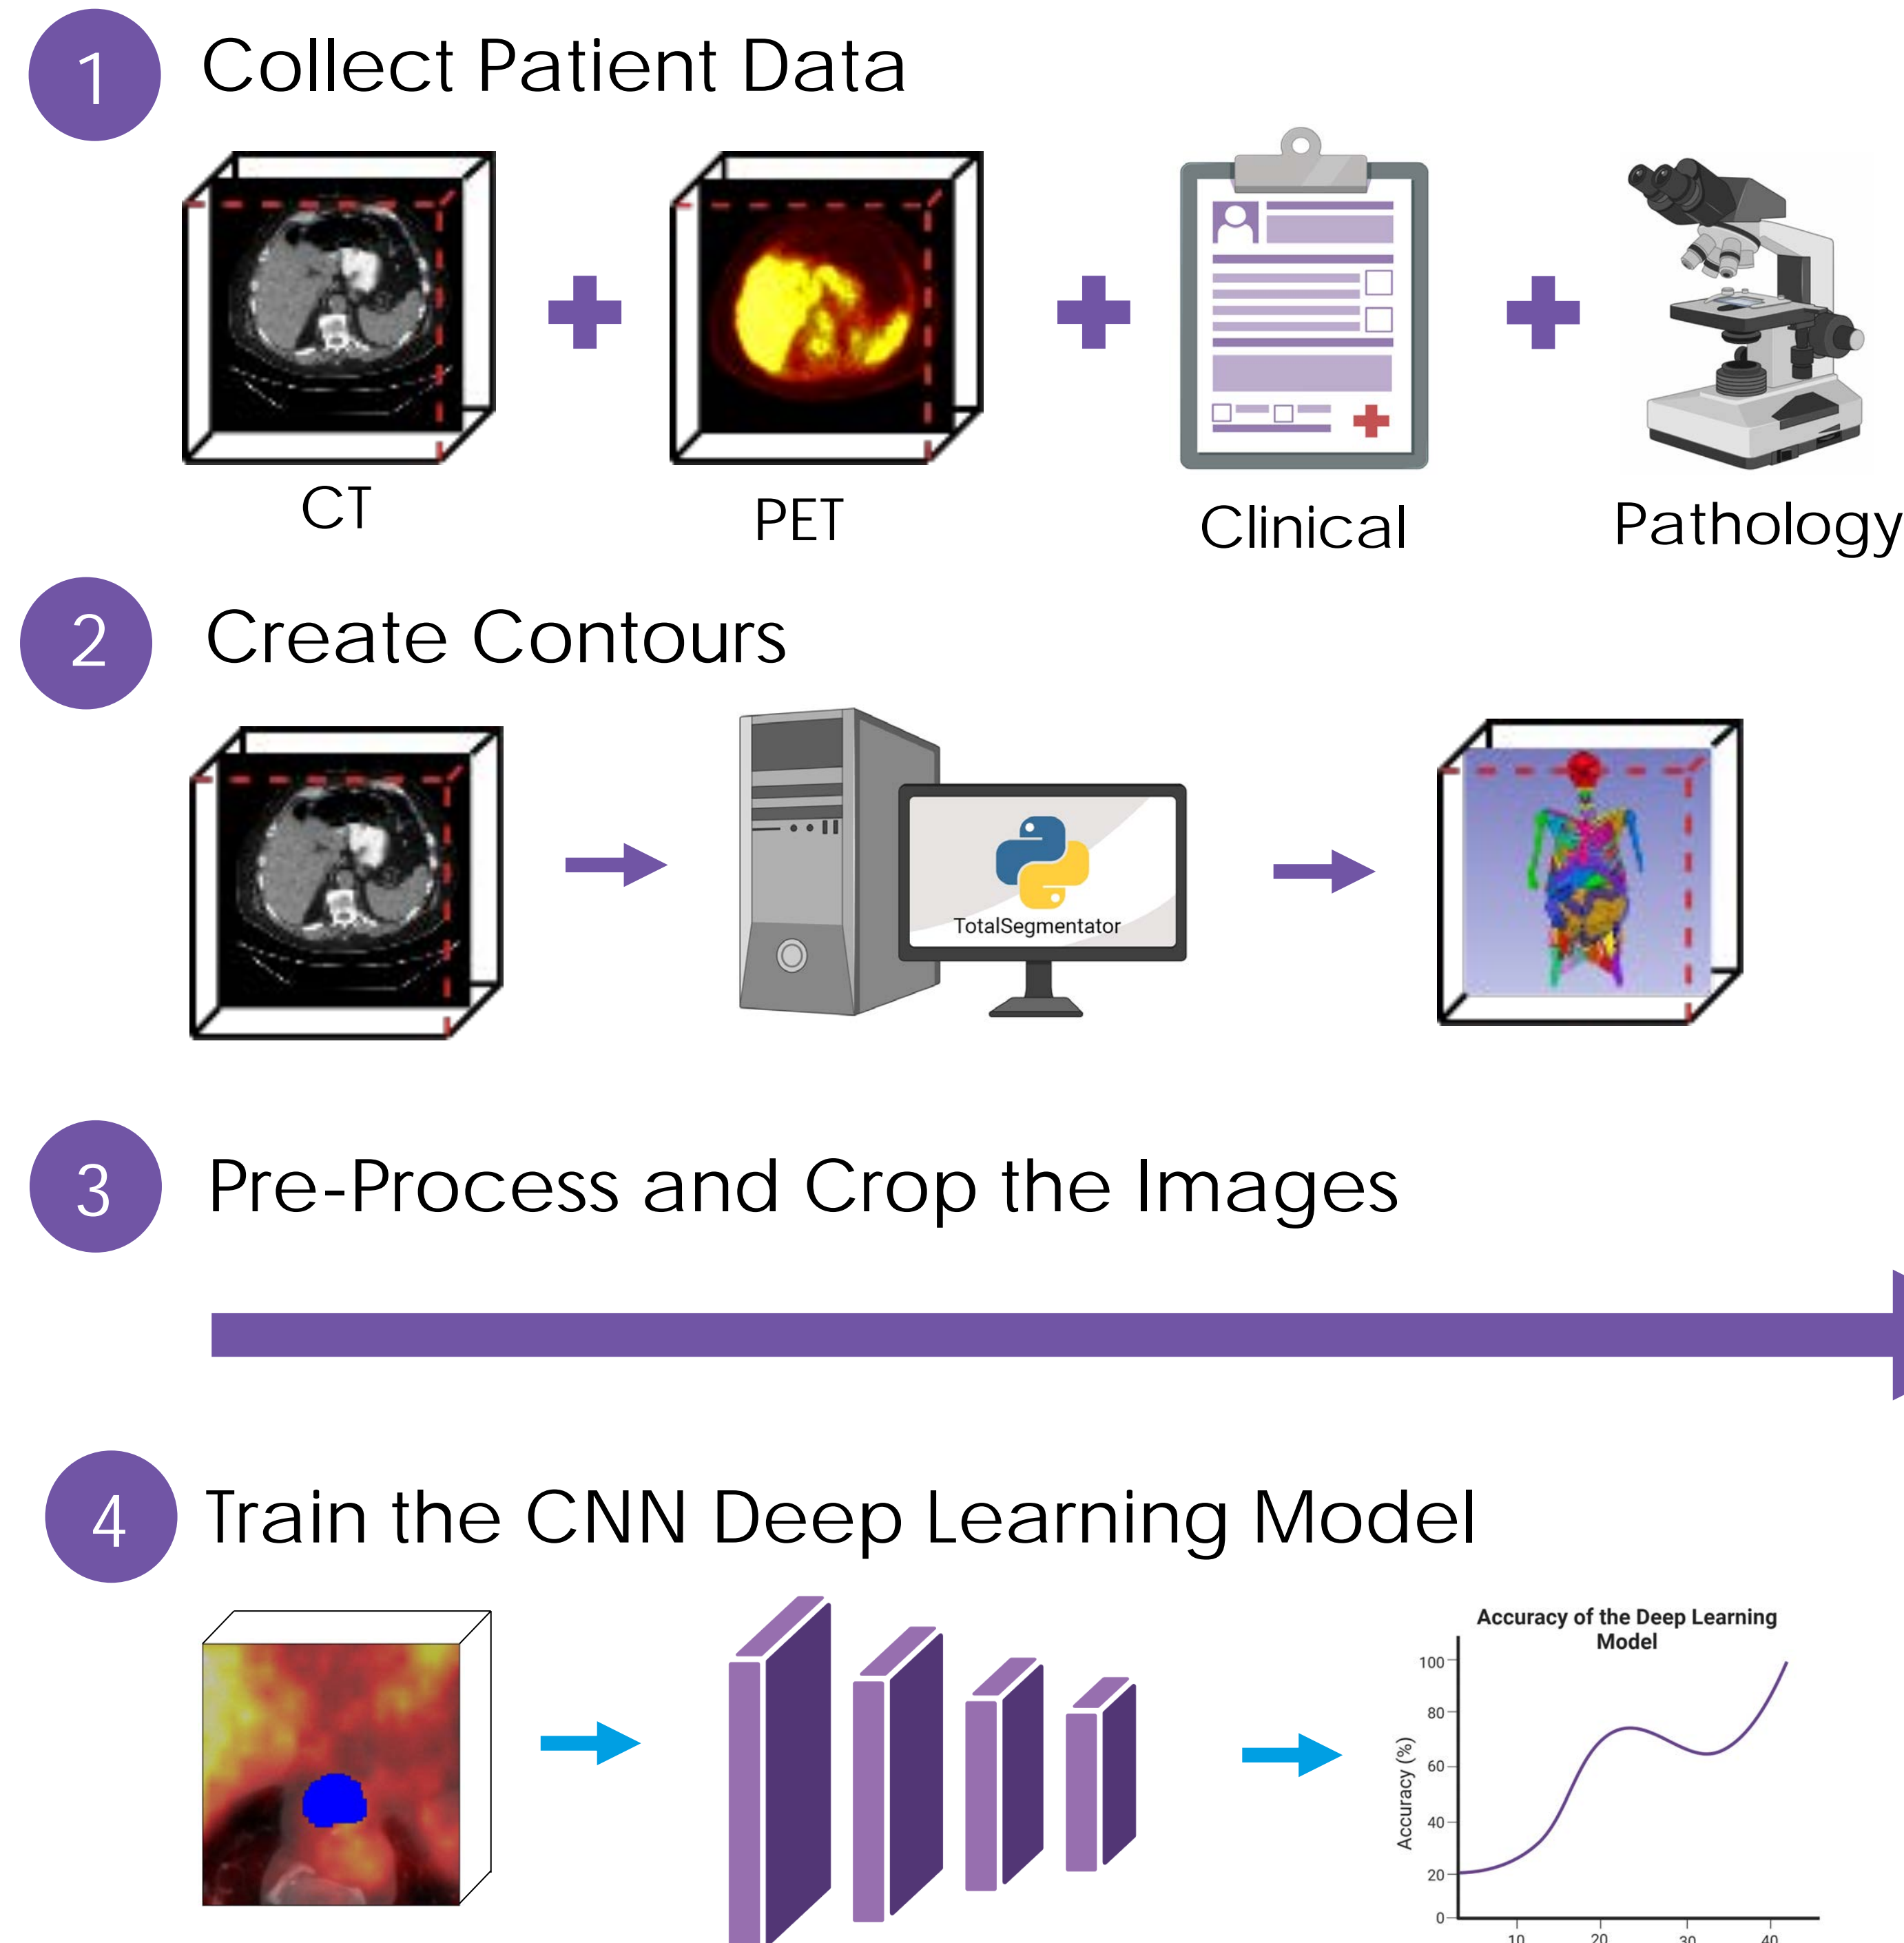 1
Collect Patient Data
CT
PET
Clinical
Pathology
2
Create Contours
TotalSegmentator
3
Pre-Process and Crop the Images
4
Train the CNN Deep Learning Model
Accuracy of the Deep Learning
Model
Accuracy (%)
100
80
60
40
20
0
10 20 30 40